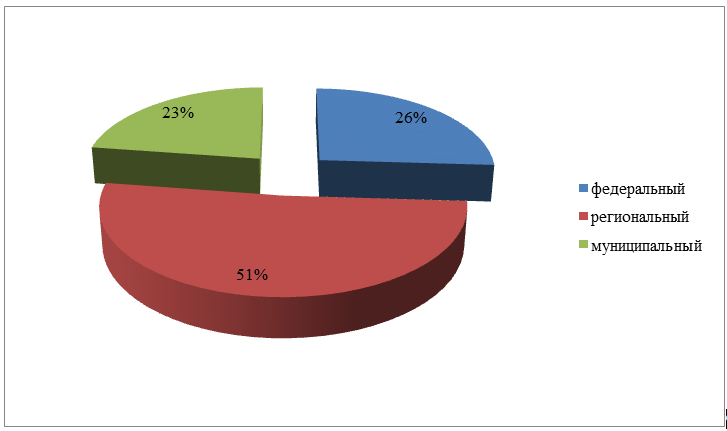 23%
26%
51%
федеральный
региональный
муниципальный